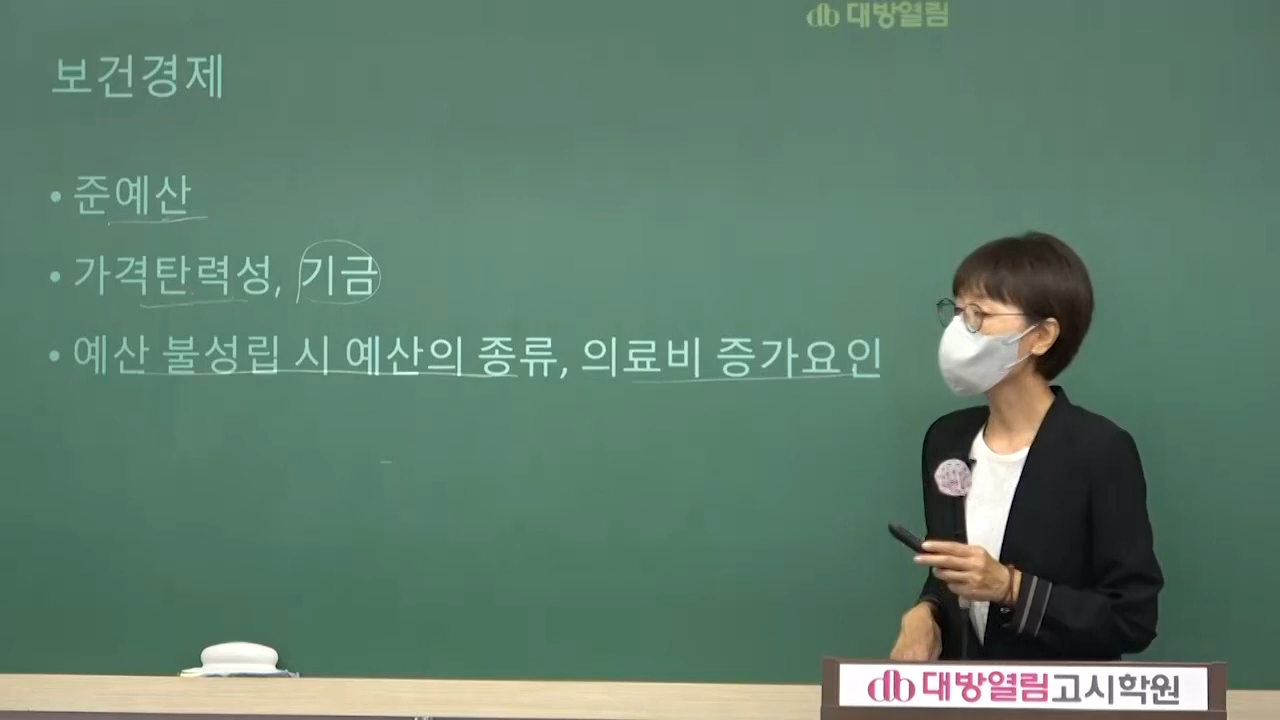 db 대방열림
보건경제
• 준예산
• 가격탄력성, 기금
• 예산 불성립 시 예산의 종류, 의료비 증가요인
db 대방열림고시학원